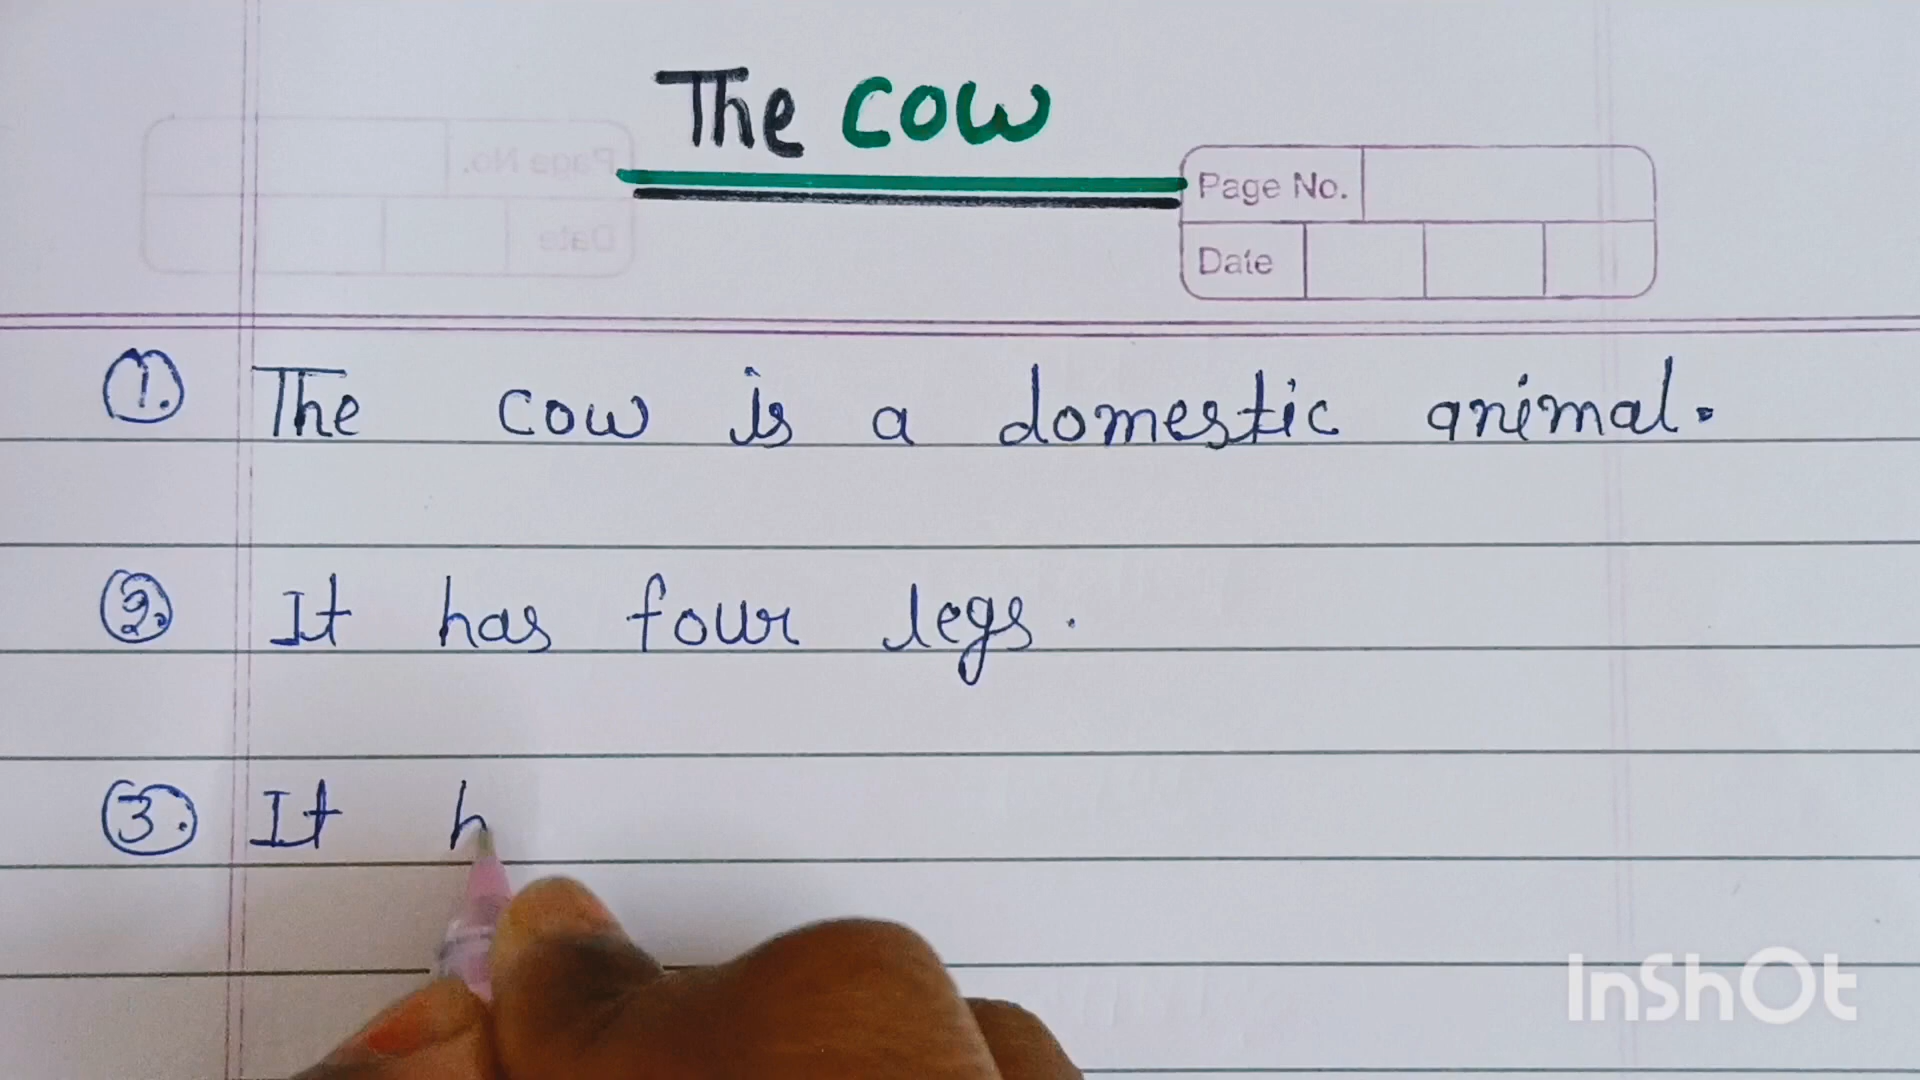 The cow
Page No.
Date
1. The cow is a domestic animal.
2. It has four legs.
3. It h
InShOt